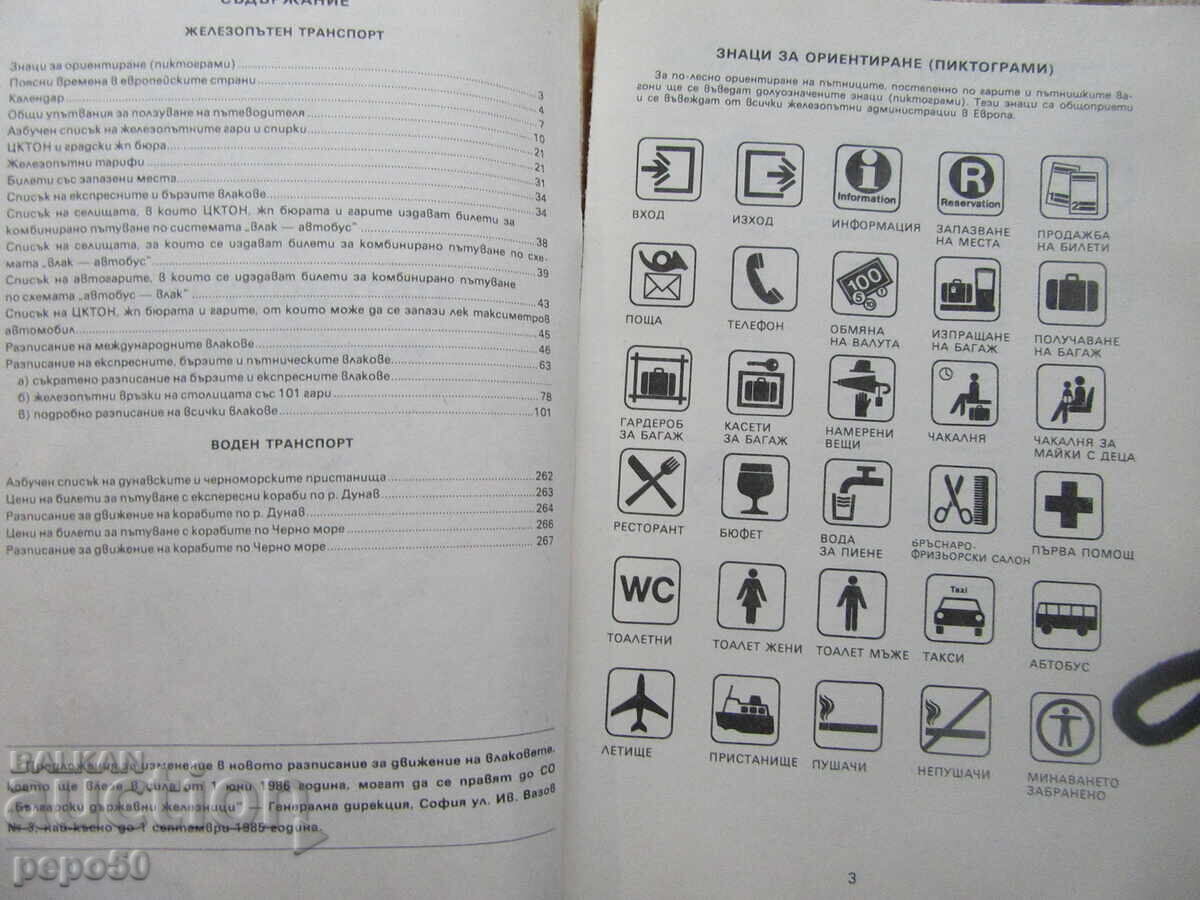 СЪДЪРЖАНИЕ
ЖЕЛЕЗОПЪТЕН ТРАНСПОРТ
Знаци за ориентиране (пиктограми)
Поясни времена в европейските страни 3
Календар 4
Общи упътвания за ползуване на пътеводителя 7
Азбучен списък на железопътните гари и спирки 10
ЦКТОН и градски жп бюра 21
Железопътни тарифи 21
Билети със запазени места 31
Списък на експресните и бързите влакове 34
Списък на селищата, в които ЦКТОН, жп бюрата и гарите издават билети за 34
комбинирано пътуване по системата „влак — автобус"
Списък на селищата, за които се издават билети за комбинирано пътуване по схе- 38
мата „влак — автобус" 39
Списък на автогарите, в които се идзадават билети за комбинирано пътуване
по схемата „автобус — влак" 43
Списък на ЦКТОН, жп бюрата и гарите, от които може да се запази лек таксиметров
автомобил 45
Разписание на международните влакове 46
Разписание на експресните, бързите и пътническите влакове 63
а) съкратено разписание на бързите и експресните влакове
б) железопътни връзки на столицата със 101 гари 78
в) подробно разписание на всички влакове 101
ВОДЕН ТРАНСПОРТ
Азбучен списък на дунавските и черноморските пристанища 262
Цени на билети за пътуване с експересни кораби по р. Дунав 263
Разписание за движение на корабите по р. Дунав 264
Цени на билети за пътуване с корабите по Черно море 266
Разписание за движение на корабите по Черно море 267
Предложения за изменение в новото разписание за движение на влаковете,
което ще влезе в сила от 1 юни 1986 година, могат да се правят до СО
„Български държавни железници" — Генерална дирекция, София ул. Ив. Вазов
№ 3, най-късно до 1 септември 1985 година.
BALKAN
auction
pepo50
ЗНАЦИ ЗА ОРИЕНТИРАНЕ (ПИКТОГРАМИ)
За по-лесно ориентиране на пътниците, постепенно по гарите и пътнишките ва-
гони ще се въведат долуозначените знаци (пиктограми). Тези знаци са общоприети
и се въвеждат от всички железопътни администрации в Европа.
i Information R Reservation 1 2
ВХОД ИЗХОД ИНФОРМАЦИЯ ЗАПАЗВАНЕ ПРОДАЖБА
НА МЕСТА НА БИЛЕТИ
100 5 10 1
ПОЩА ТЕЛЕФОН ОБМЯНА ИЗПРАЩАНЕ ПОЛУЧАВАНЕ
НА ВАЛУТА НА БАГАЖ НА БАГАЖ
ГАРДЕРОБ КАСЕТИ НАМЕРЕНИ ЧАКАЛНЯ ЧАКАЛНЯ ЗА
ЗА БАГАЖ ЗА БАГАЖ ВЕЩИ МАЙКИ С ДЕЦА
РЕСТОРАНТ БЮФЕТ ВОДА БРЪСНАРО- ПЪРВА ПОМОЩ
ЗА ПИЕНЕ ФРИЗЬОРСКИ САЛОН
WC Taxi
ТОАЛЕТНИ ТОАЛЕТ ЖЕНИ ТОАЛЕТ МЪЖЕ ТАКСИ АВТОБУС
ЛЕТИЩЕ ПРИСТАНИЩЕ ПУШАЧИ НЕПУШАЧИ МИНАВАНЕТО
ЗАБРАНЕНО
3